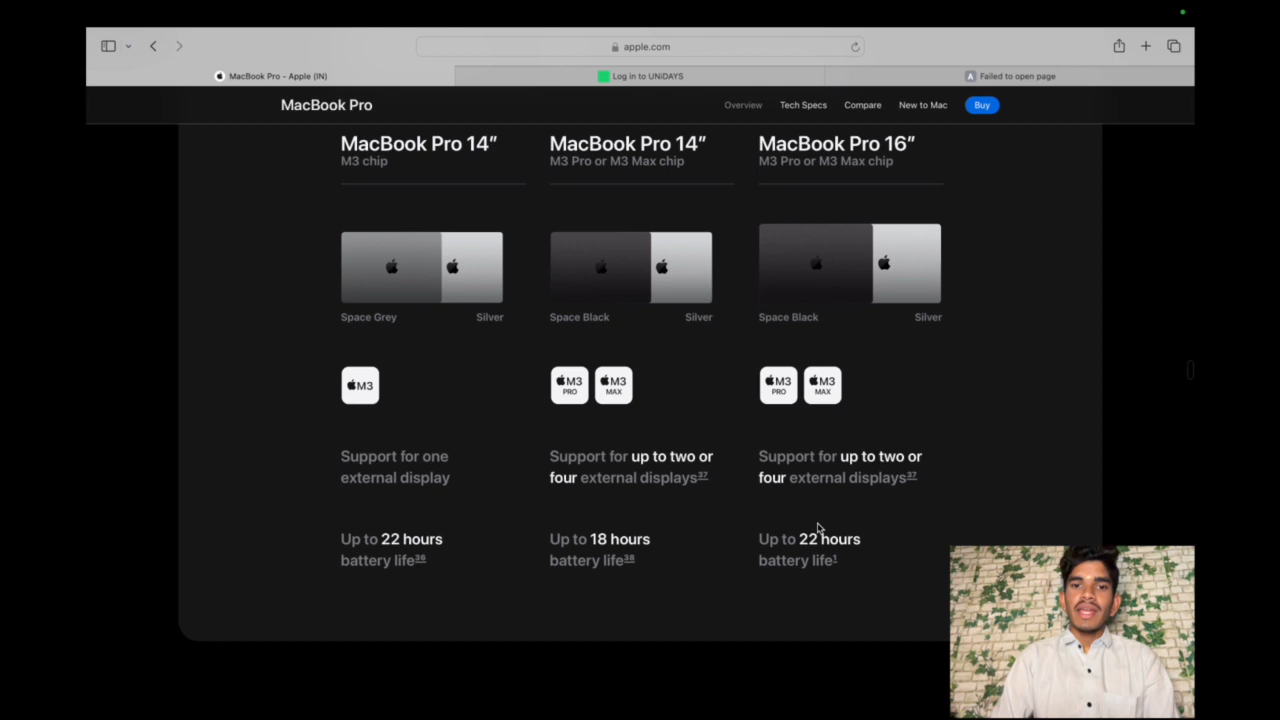 apple.com
MacBook Pro - Apple (IN)
Log in to UNiDAYS
A
Failed to open page
MacBook Pro
Overview
Tech Specs
Compare
New to Mac
Buy
MacBook Pro 14”
M3 chip
MacBook Pro 14”
M3 Pro or M3 Max chip
MacBook Pro 16”
M3 Pro or M3 Max chip
Space Grey
Silver
Space Black
Silver
Space Black
Silver
M3
M3
PRO
M3
MAX
M3
PRO
M3
MAX
Support for one
external display
Support for up to two or
four external displays37
Support for up to two or
four external displays37
Up to 22 hours
battery life36
Up to 18 hours
battery life38
Up to 22 hours
battery life1